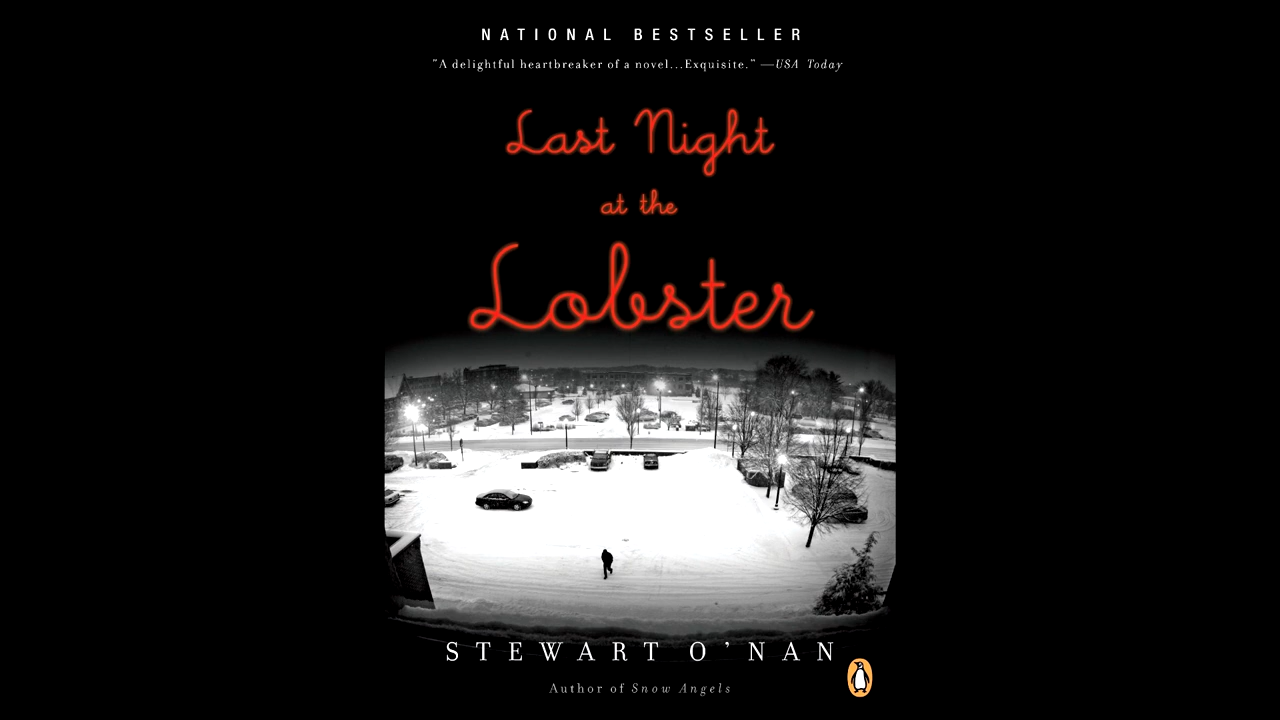 NATIONAL BESTSELLER
"A delightful heartbreaker of a novel...Exquisite." —USA Today
Last Night
at the
Lobster
STEWART O'NAN
Author of Snow Angels